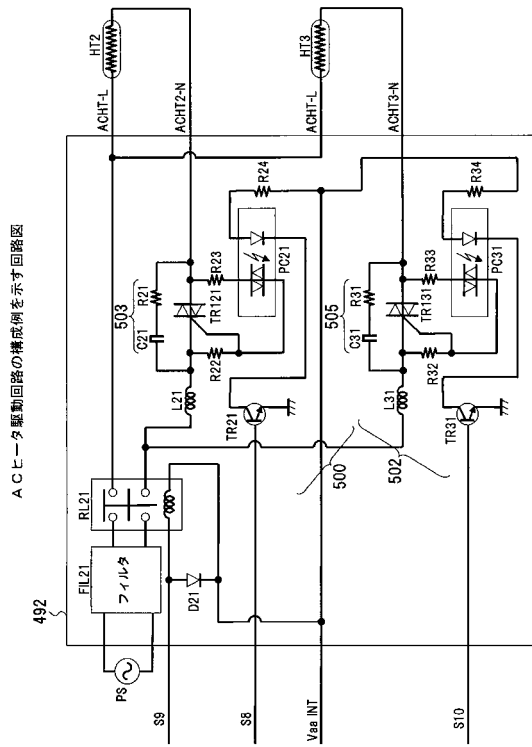 ACヒータ駆動回路の構成例を示す回路図
492
PS
FIL21
フィルタ
RL21
D21
S9
S8
Vaa INT
S10
HT2
HT3
ACHT-L
ACHT2-N
ACHT-L
ACHT3-N
503
C21
R21
L21
R22
TR121
R23
R24
PC21
TR21
500
502
505
C31
R31
L31
R32
TR131
R33
R34
PC31
TR31